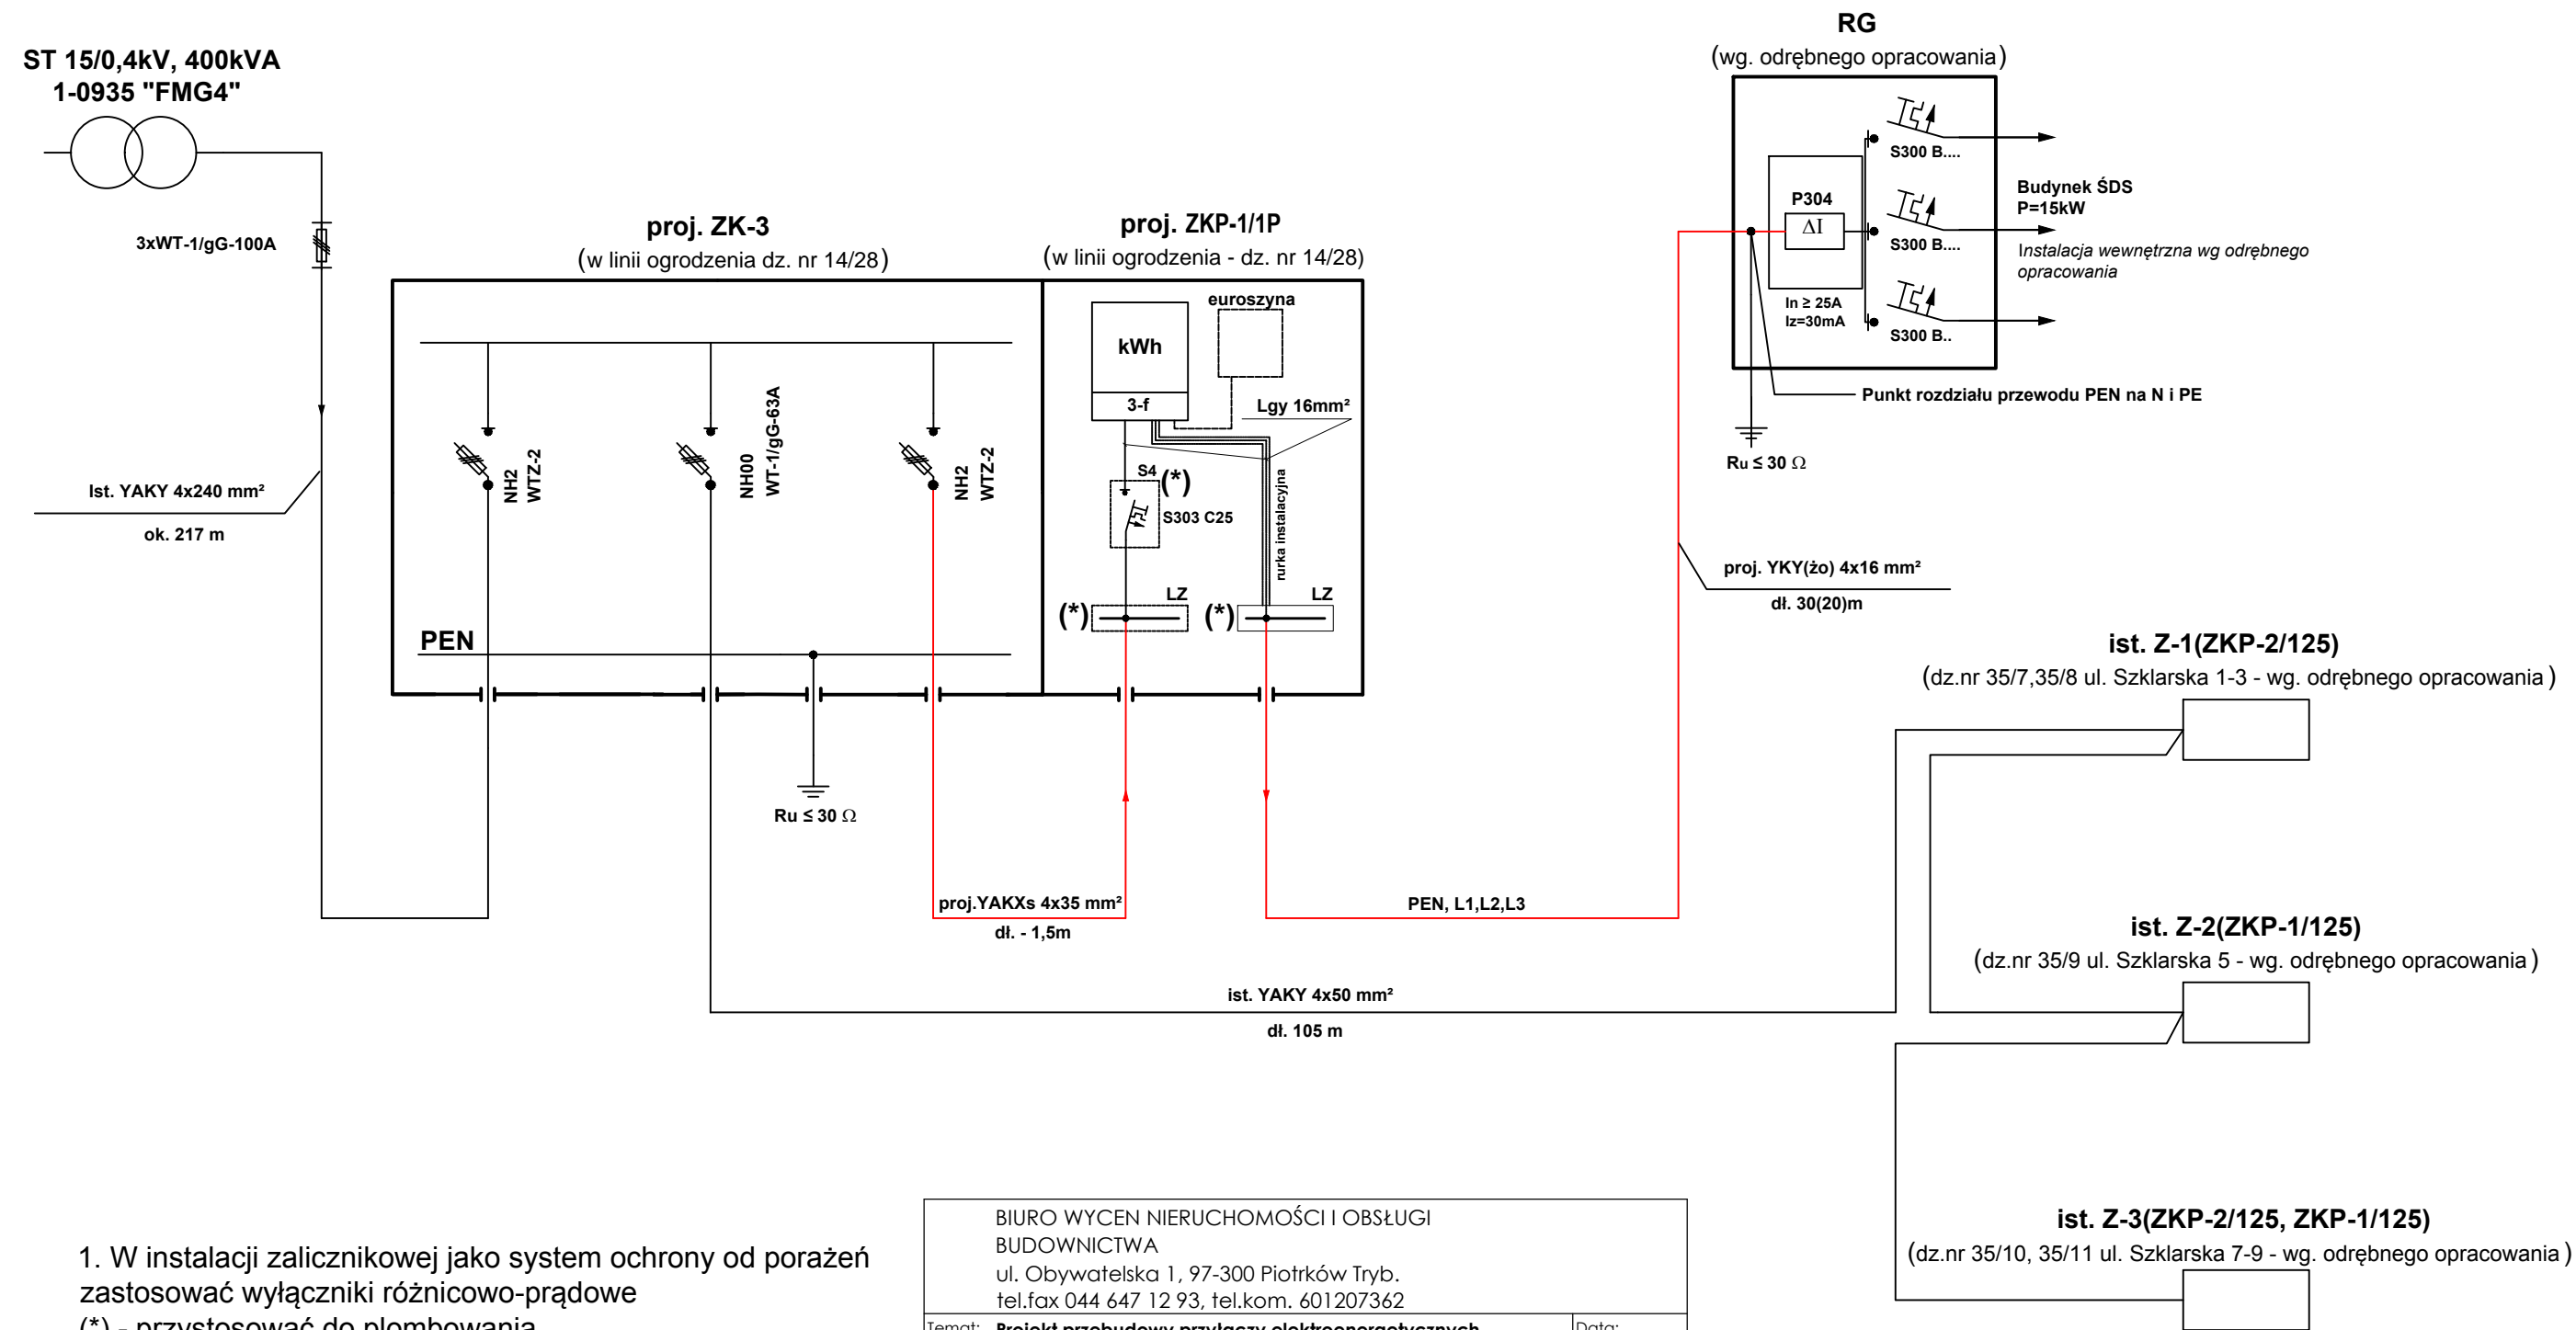 ST 15/0,4kV, 400kVA
1-0935 "FMG4"
3xWT-1/gG-100A
Ist. YAKY 4x240 mm²
ok. 217 m
proj. ZK-3
(w linii ogrodzenia dz. nr 14/28)
NH2
WTZ-2
NH00
WT-1/gG-63A
NH2
WTZ-2
PEN
Ru ≤ 30 Ω
proj. ZKP-1/1P
(w linii ogrodzenia - dz. nr 14/28)
euroszyna
kWh
3-f
Lgy 16mm²
S4
(*)
S303 C25
rurka instalacyjna
LZ
(*)
LZ
(*)
proj.YAKXs 4x35 mm²
dł. - 1,5m
PEN, L1,L2,L3
ist. YAKY 4x50 mm²
dł. 105 m
RG
(wg. odrębnego opracowania)
P304
ΔI
In ≥ 25A
Iz=30mA
S300 B....
S300 B....
S300 B..
Budynek ŚDS
P=15kW
Instalacja wewnętrzna wg odrębnego
opracowania
Punkt rozdziału przewodu PEN na N i PE
Ru ≤ 30 Ω
proj. YKY(żo) 4x16 mm²
dł. 30(20)m
ist. Z-1(ZKP-2/125)
(dz.nr 35/7,35/8 ul. Szklarska 1-3 - wg. odrębnego opracowania)
ist. Z-2(ZKP-1/125)
(dz.nr 35/9 ul. Szklarska 5 - wg. odrębnego opracowania)
ist. Z-3(ZKP-2/125, ZKP-1/125)
(dz.nr 35/10, 35/11 ul. Szklarska 7-9 - wg. odrębnego opracowania)
1. W instalacji zalicznikowej jako system ochrony od porażeń
zastosować wyłączniki różnicowo-prądowe
(*) - przystosować do plombowania
BIURO WYCEN NIERUCHOMOŚCI I OBSŁUGI
BUDOWNICTWA
ul. Obywatelska 1, 97-300 Piotrków Tryb.
tel.fax 044 647 12 93, tel.kom. 601207362
Temat: Projekt przebudowy przyłączy elektroenergetycznych
Data: